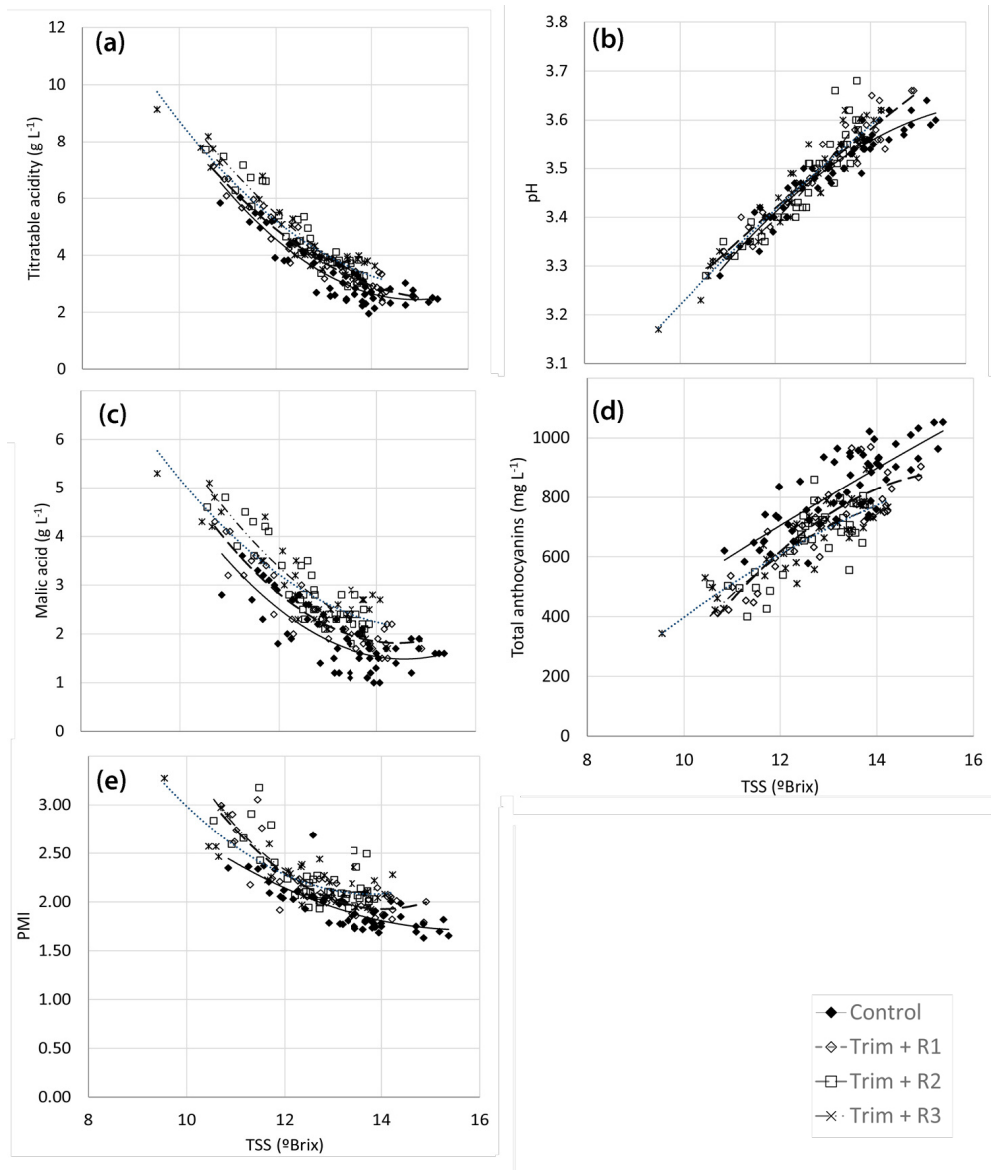 (a)
Titratable acidity (g L-1)
12
10
8
6
4
2
0
(b)
pH
3.8
3.7
3.6
3.5
3.4
3.3
3.2
3.1
(c)
Malic acid (g L-1)
6
5
4
3
2
1
0
(d)
Total anthocyanins (mg L-1)
1000
800
600
400
200
0
8 10 12 14 16
TSS (ºBrix)
(e)
PMI
3.00
2.50
2.00
1.50
1.00
0.50
0.00
8 10 12 14 16
TSS (ºBrix)
Control
Trim + R1
Trim + R2
Trim + R3